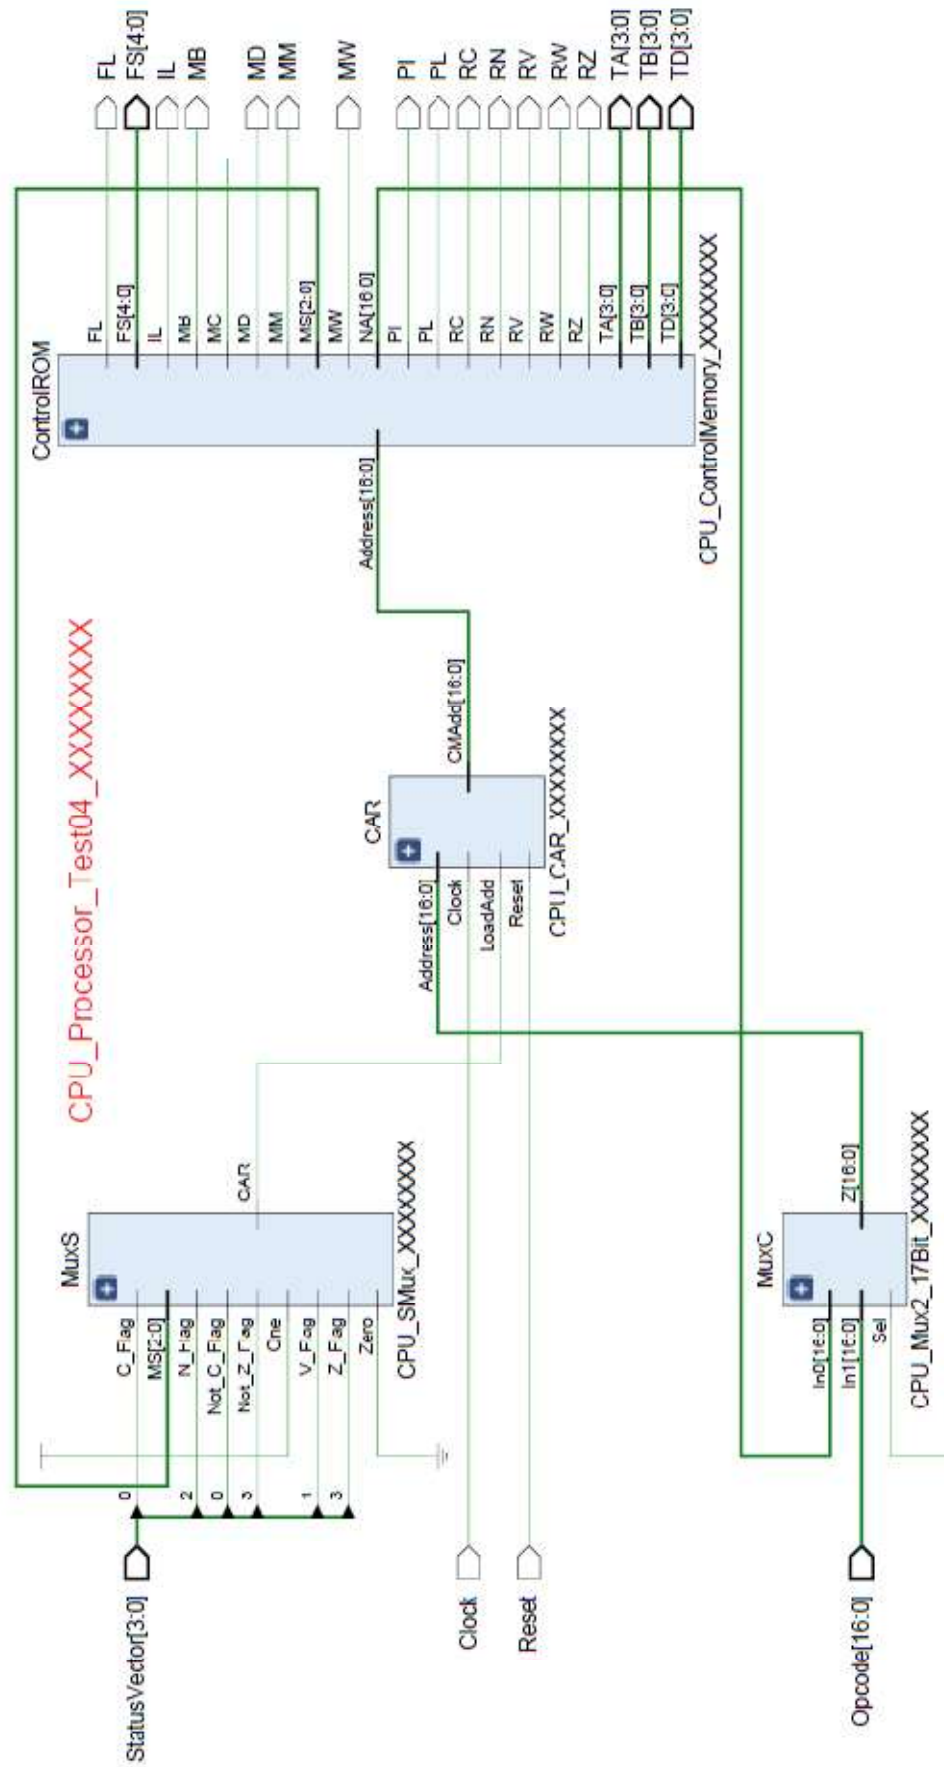 CPU_Processor_Test04_XXXXXXXX
StatusVector[3:0]
Clock
Reset
Opcode[16:0]
0
2
0
3
1
3
MuxS
C_Flag
MS[2:0]
N_Flag
Not_C_Flag
Not_Z_Flag
One
V_Flag
Z_Flag
Zero
CAR
CPU_SMux_XXXXXXXX
MuxC
In0[16:0]
In1[16:0]
Sel
Z[16:0]
CPU_Mux2_17Bit_XXXXXXXX
CAR
Address[16:0]
Clock
LoadAdd
Reset
CMAdd[16:0]
CPU_CAR_XXXXXXXX
ControlROM
Address[16:0]
FL
FS[4:0]
IL
MB
MC
MD
MM
MS[2:0]
MW
NA[16:0]
PI
PL
RC
RN
RV
RW
RZ
TA[3:0]
TB[3:0]
TD[3:0]
CPU_ControlMemory_XXXXXXXX
FL
FS[4:0]
IL
MB
MD
MM
MW
PI
PL
RC
RN
RV
RW
RZ
TA[3:0]
TB[3:0]
TD[3:0]